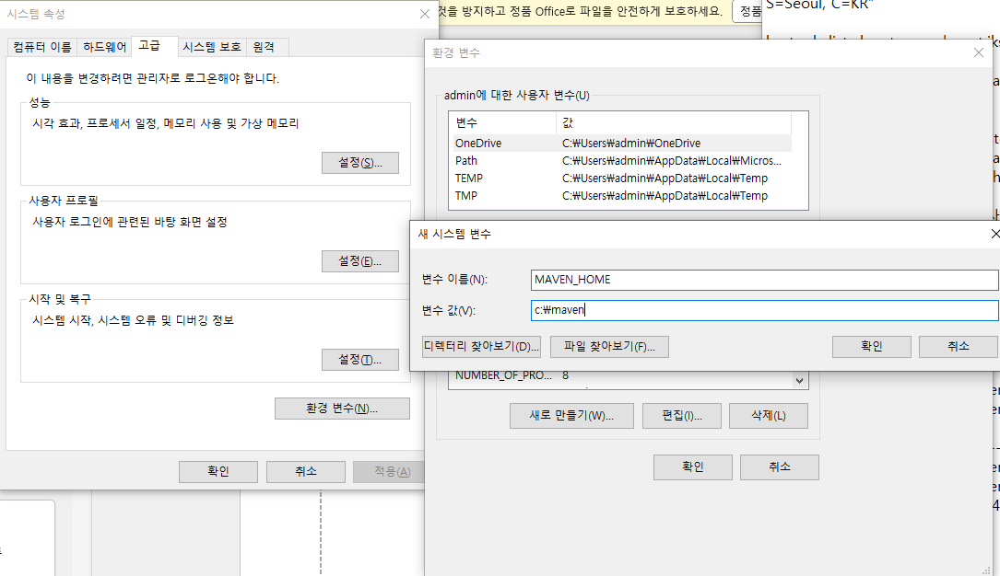 시스템 속성
것을 방지하고 정품 Office로 파일을 안전하게 보호하세요.
정품
S=Seoul, C=KR"
컴퓨터 이름
하드웨어
고급
시스템 보호
원격
이 내용을 변경하려면 관리자로 로그온해야 합니다.
성능
시각 효과, 프로세서 일정, 메모리 사용 및 가상 메모리
설정(S)...
사용자 프로필
사용자 로그인에 관련된 바탕 화면 설정
설정(E)...
시작 및 복구
시스템 시작, 시스템 오류 및 디버깅 정보
설정(T)...
환경 변수(N)...
확인
취소
적용(A)
환경 변수
admin에 대한 사용자 변수(U)
변수 값
OneDrive C:₩Users₩admin₩OneDrive
Path C:₩Users₩admin₩AppData₩Local₩Micros...
TEMP C:₩Users₩admin₩AppData₩Local₩Temp
TMP C:₩Users₩admin₩AppData₩Local₩Temp
새 시스템 변수
변수 이름(N): MAVEN_HOME
변수 값(V): c:₩maven
디렉터리 찾아보기(D)...
파일 찾아보기(F)...
확인
취소
NUMBER_OF_PRO... 8
새로 만들기(W)...
편집(I)...
삭제(L)
확인
취소